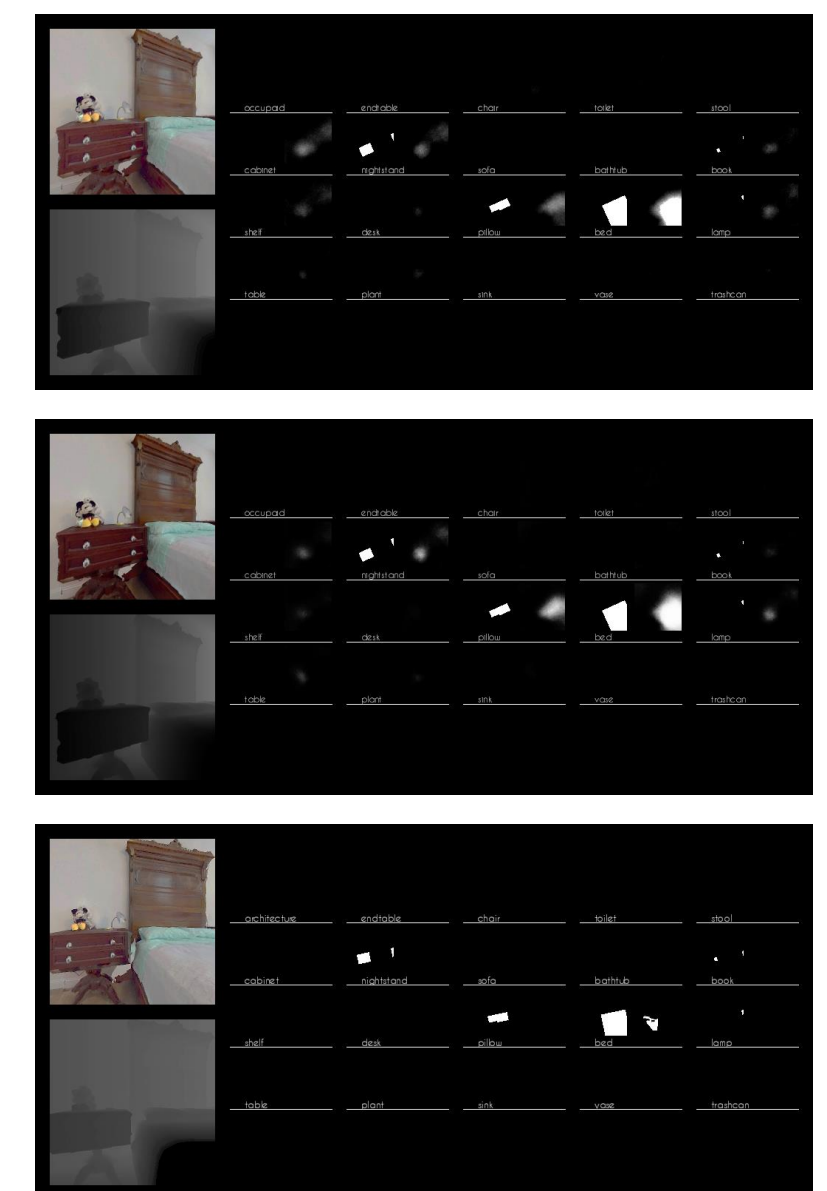 occupaid endtable chair toilet stool
cabinet nightstand sofa bathtub book
shelf desk pillow bed lamp
table plant sink vase trashcan
occupaid endtable chair toilet stool
cabinet nightstand sofa bathtub book
shelf desk pillow bed lamp
table plant sink vase trashcan
architecture endtable chair toilet stool
cabinet nightstand sofa bathtub book
shelf desk pillow bed lamp
table plant sink vase trashcan